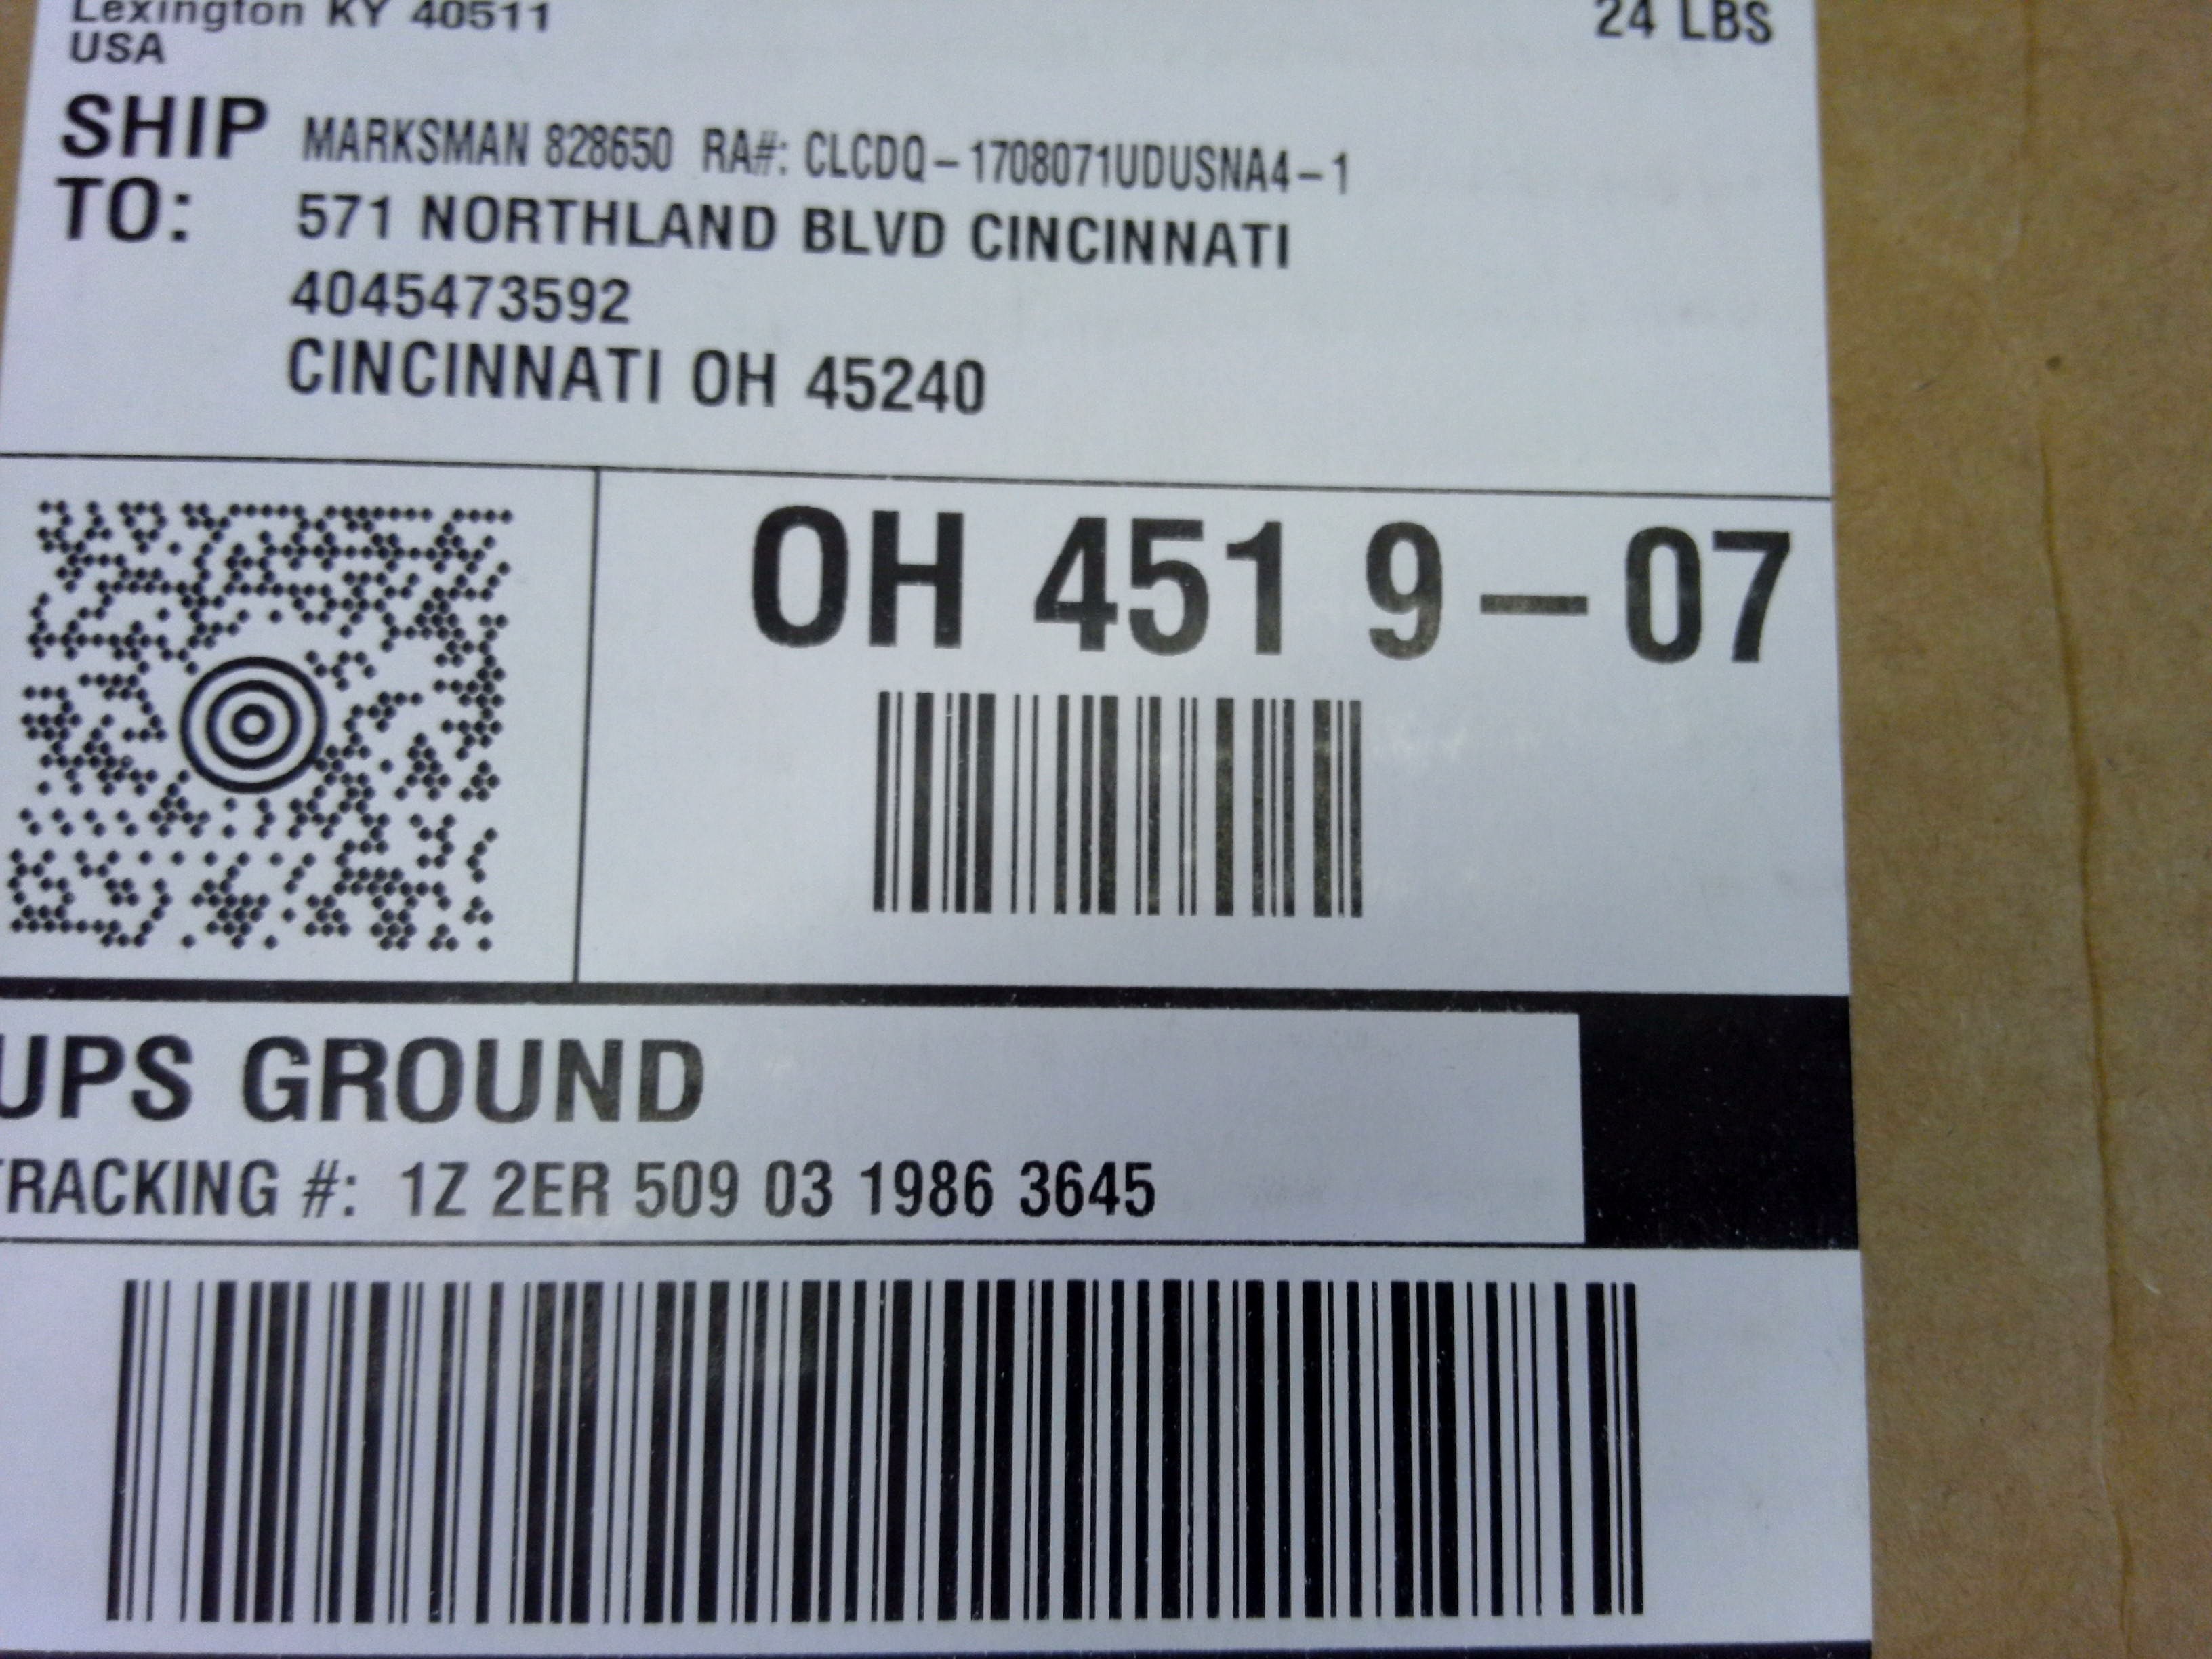 Lexington KY 40511
USA
24 LBS
SHIP TO:
MARKSMAN 828650 RA#: CLCDQ-1708071UDUSNA4-1
571 NORTHLAND BLVD CINCINNATI
4045473592
CINCINNATI OH 45240
OH 451 9-07
UPS GROUND
TRACKING #: 1Z 2ER 509 03 1986 3645